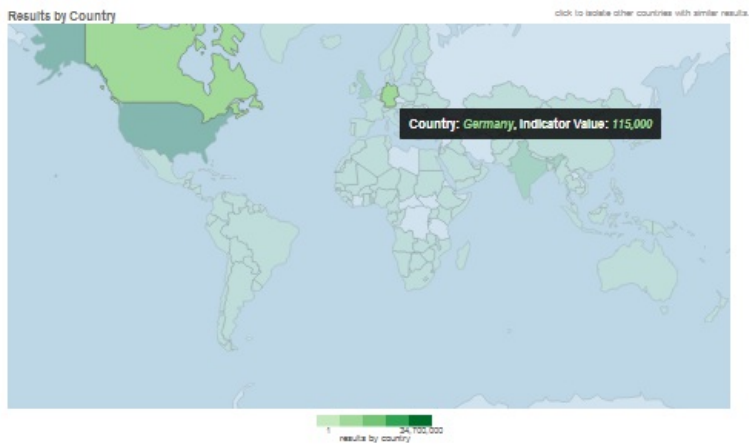 Results by Country
click to isolate other countries with similar results.
Country: Germany, Indicator Value: 115,000
1 34,700,000
results by country